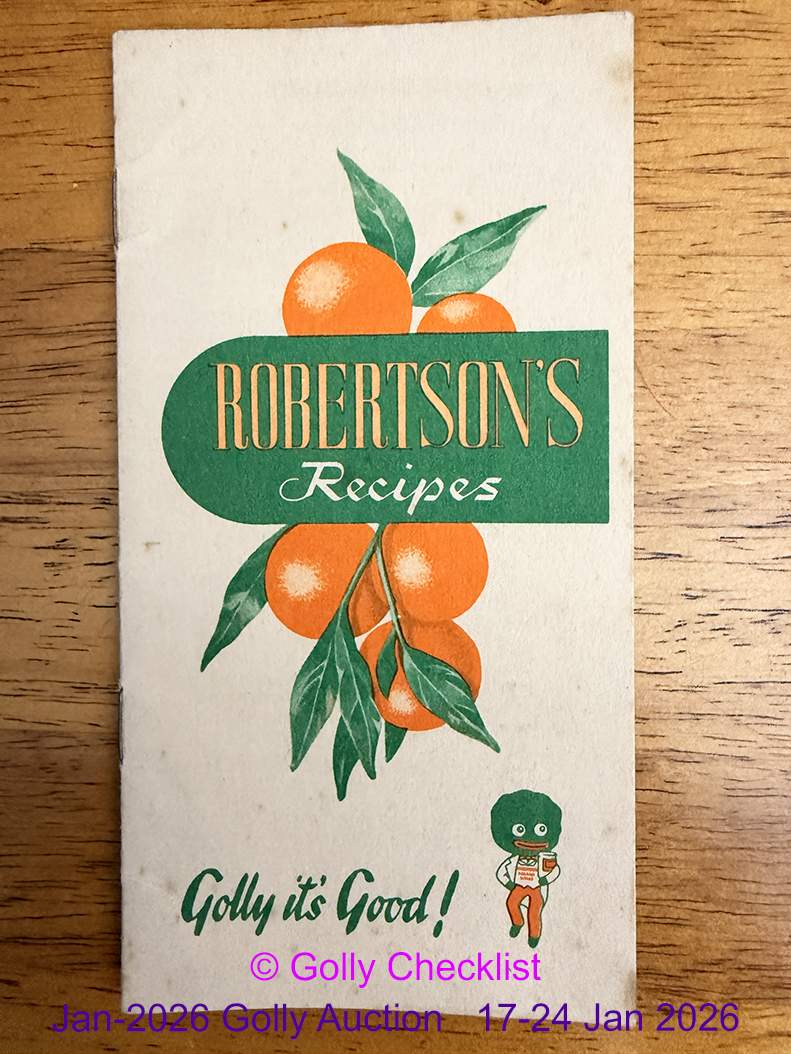 ROBERTSON'S
Recipes
Golly it's Good!
© Golly Checklist
Jan-2026 Golly Auction 17-24 Jan 2026